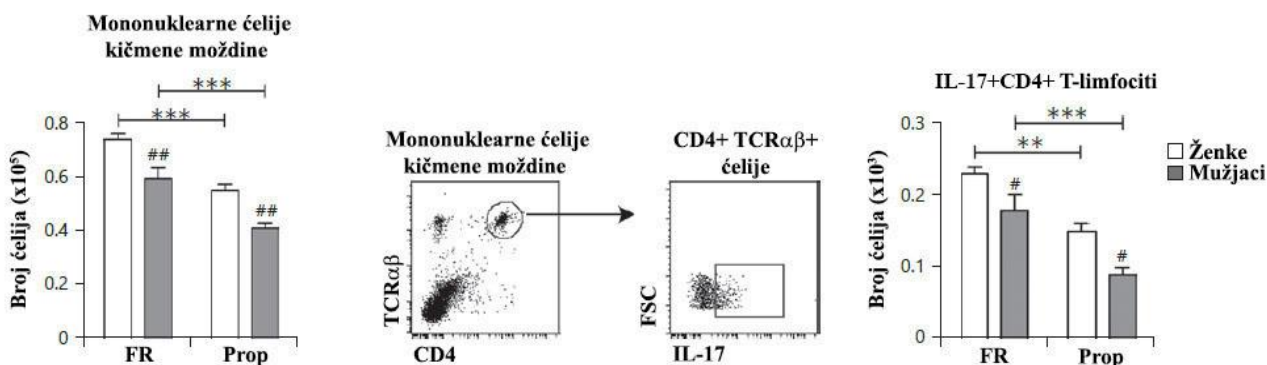 Mononuklearne ćelije
kičmene moždine
***
***
0.8
0.6
0.4
0.2
0
Broj ćelija (x10⁵)
##
##
FR
Prop
Mononuklearne ćelije
kičmene moždine
TCRαβ
CD4
CD4+ TCRαβ+
ćelije
FSC
IL-17
IL-17+CD4+ T-limfociti
***
**
0.3
0.2
0.1
0
Broj ćelija (x10³)
#
#
FR
Prop
Ženke
Mužjaci